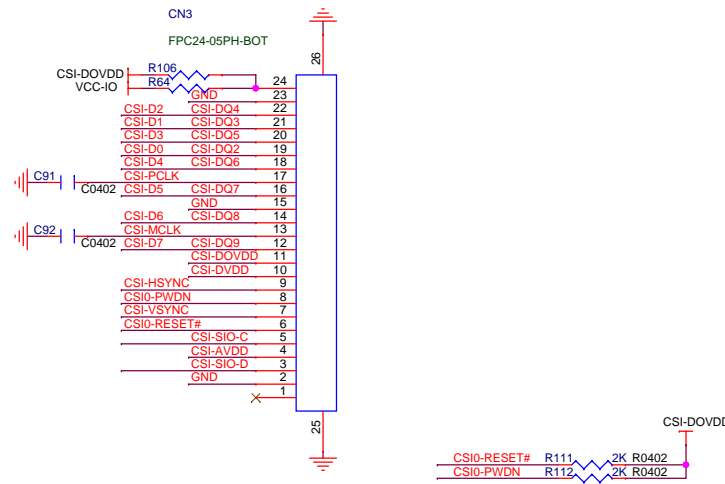 CN3
FPC24-05PH-BOT
26
CSI-DOVDD R106
VCC-IO R64 24
GND 23
CSI-D2 CSI-DQ4 22
CSI-D1 CSI-DQ3 21
CSI-D3 CSI-DQ5 20
CSI-D0 CSI-DQ2 19
CSI-D4 CSI-DQ6 18
C91 C0402 CSI-PCLK 17
CSI-D5 CSI-DQ7 16
GND 15
CSI-D6 CSI-DQ8 14
C92 C0402 CSI-MCLK 13
CSI-D7 CSI-DQ9 12
CSI-DOVDD 11
CSI-DVDD 10
CSI-HSYNC 9
CSI0-PWDN 8
CSI-VSYNC 7
CSI0-RESET# 6
CSI-SIO-C 5
CSI-AVDD 4
CSI-SIO-D 3
GND 2
1
25
CSI-DOVDD
CSI0-RESET# R111 2K R0402
CSI0-PWDN R112 2K R0402